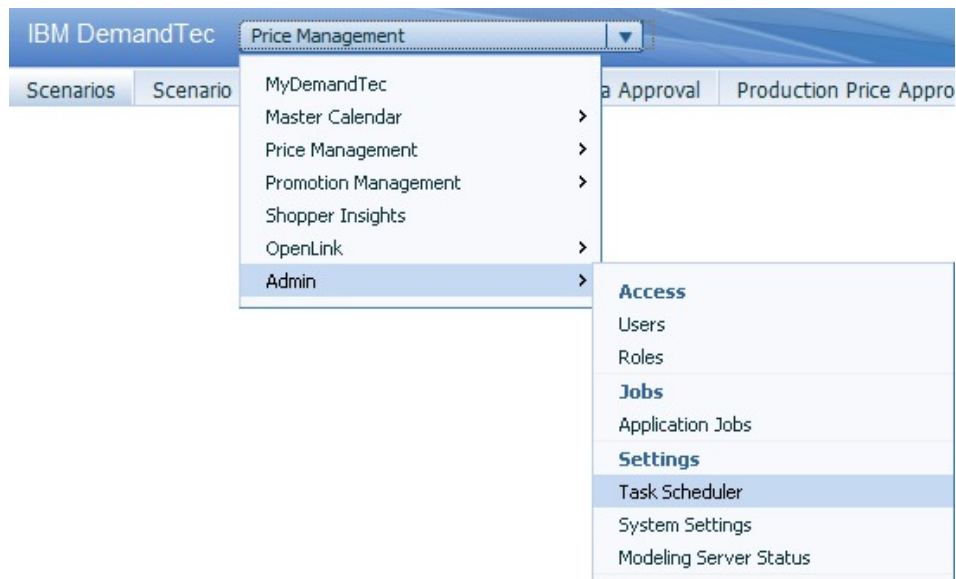 IBM DemandTec Price Management
Scenarios Scenario a Approval Production Price Appro
MyDemandTec
Master Calendar
Price Management
Promotion Management
Shopper Insights
OpenLink
Admin
Access
Users
Roles
Jobs
Application Jobs
Settings
Task Scheduler
System Settings
Modeling Server Status